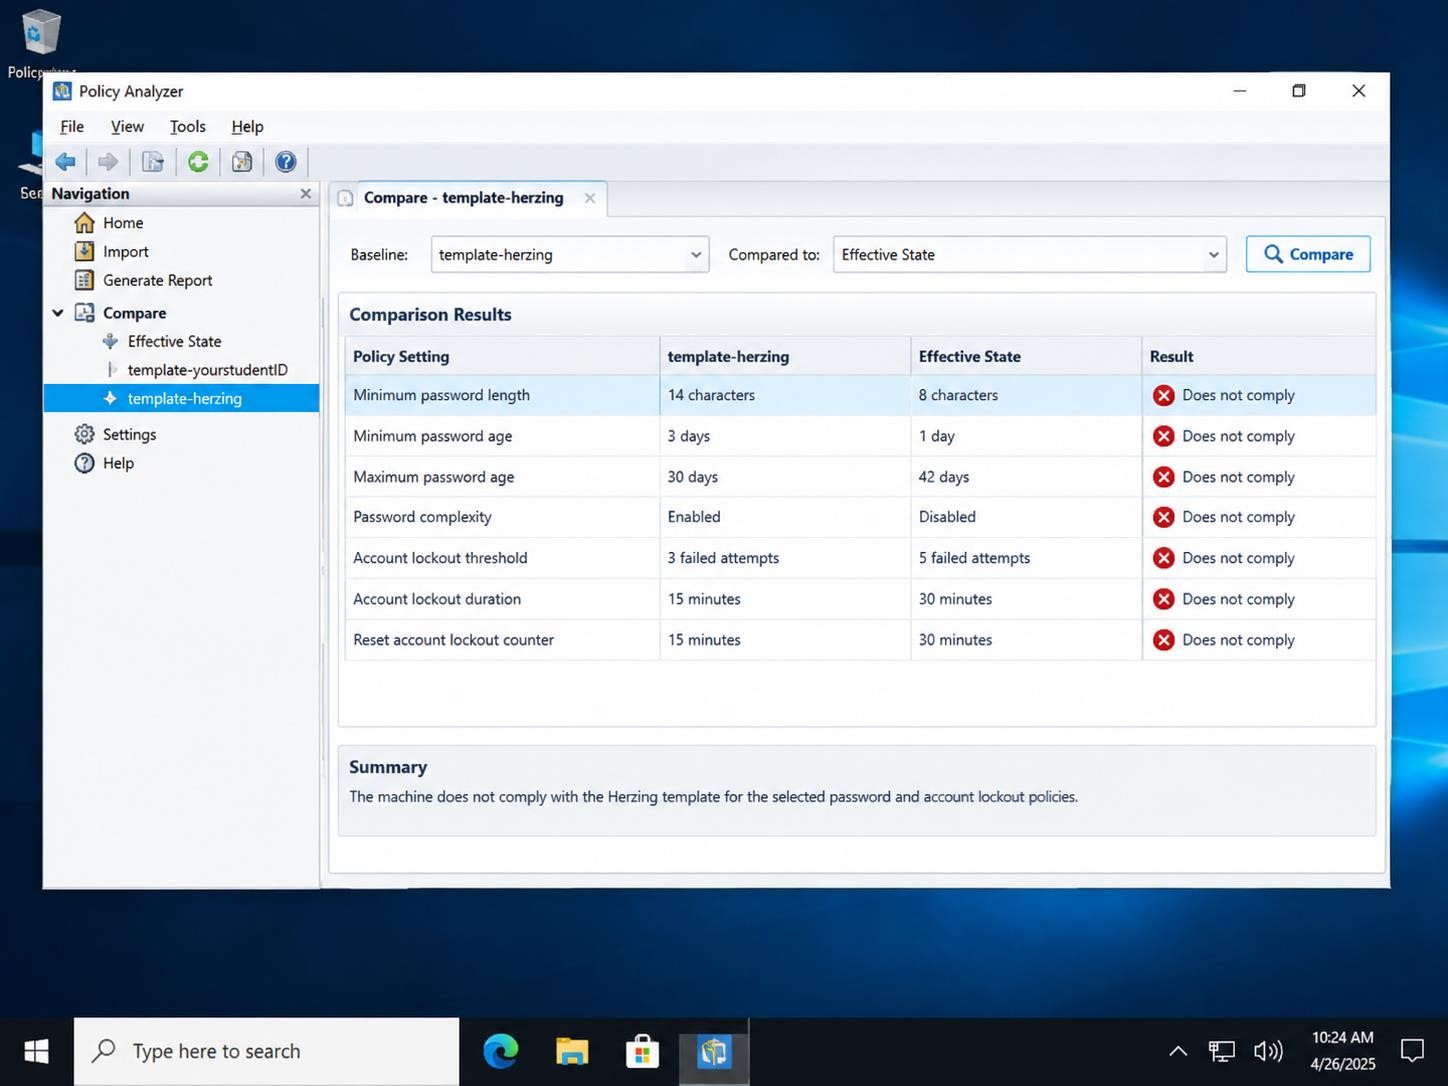 Policy Analyzer
File View Tools Help
Navigation
Home
Import
Generate Report
Compare
Effective State
template-yourstudentID
template-herzing
Settings
Help
Compare - template-herzing
Baseline: template-herzing Compared to: Effective State Compare
Comparison Results
Policy Setting template-herzing Effective State Result
Minimum password length 14 characters 8 characters Does not comply
Minimum password age 3 days 1 day Does not comply
Maximum password age 30 days 42 days Does not comply
Password complexity Enabled Disabled Does not comply
Account lockout threshold 3 failed attempts 5 failed attempts Does not comply
Account lockout duration 15 minutes 30 minutes Does not comply
Reset account lockout counter 15 minutes 30 minutes Does not comply
Summary
The machine does not comply with the Herzing template for the selected password and account lockout policies.
Type here to search
10:24 AM
4/26/2025